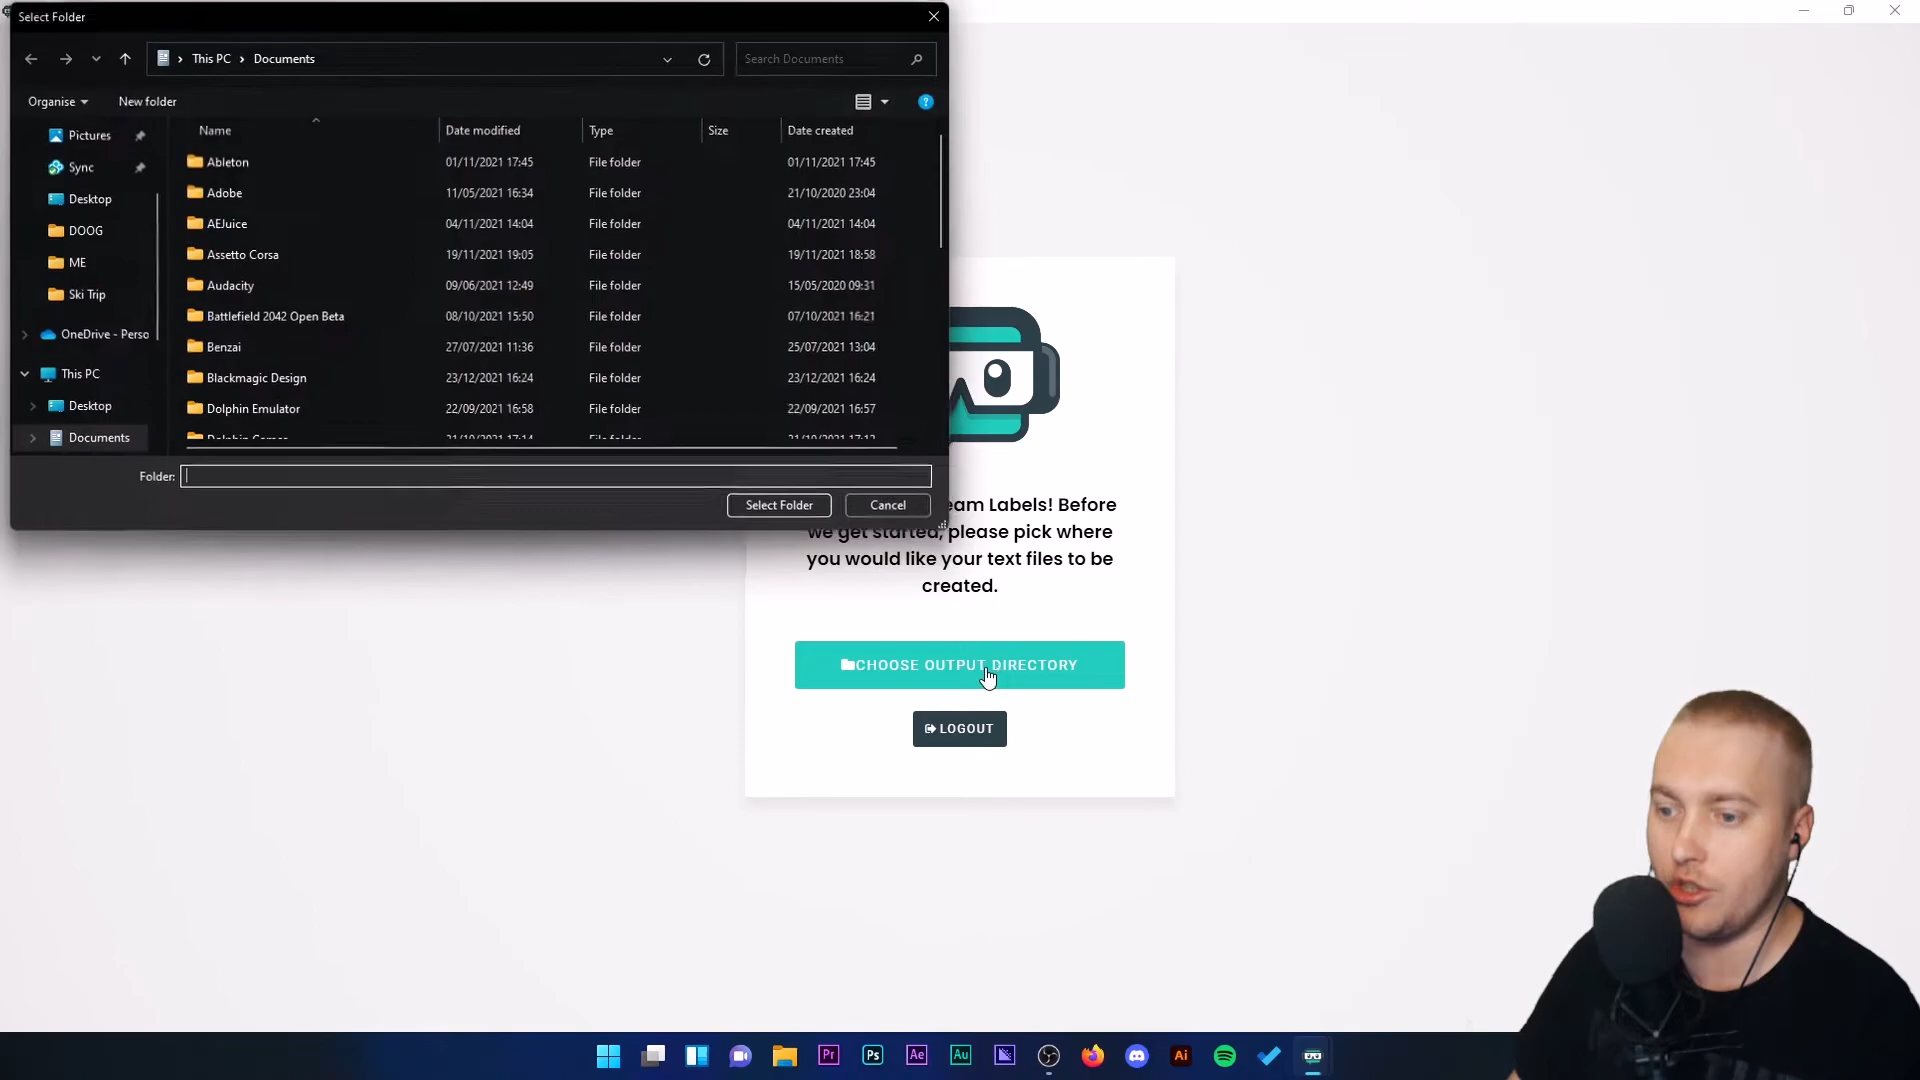 Select Folder
This PC > Documents
Search Documents
Organise
New folder
Name Date modified Type Size Date created
Pictures
Sync
Desktop
DOOG
ME
Ski Trip
OneDrive - Perso
This PC
Desktop
Documents
Ableton 01/11/2021 17:45 File folder 01/11/2021 17:45
Adobe 11/05/2021 16:34 File folder 21/10/2020 23:04
AEJuice 04/11/2021 14:04 File folder 04/11/2021 14:04
Assetto Corsa 19/11/2021 19:05 File folder 19/11/2021 18:58
Audacity 09/06/2021 12:49 File folder 15/05/2020 09:31
Battlefield 2042 Open Beta 08/10/2021 15:50 File folder 07/10/2021 16:21
Benzai 27/07/2021 11:36 File folder 25/07/2021 13:04
Blackmagic Design 23/12/2021 16:24 File folder 23/12/2021 16:24
Dolphin Emulator 22/09/2021 16:58 File folder 22/09/2021 16:57
Folder:
Select Folder
Cancel
eam Labels! Before
we get started, please pick where
you would like your text files to be
created.
CHOOSE OUTPUT DIRECTORY
LOGOUT
Pr
Ps
Ae
Au
Ai